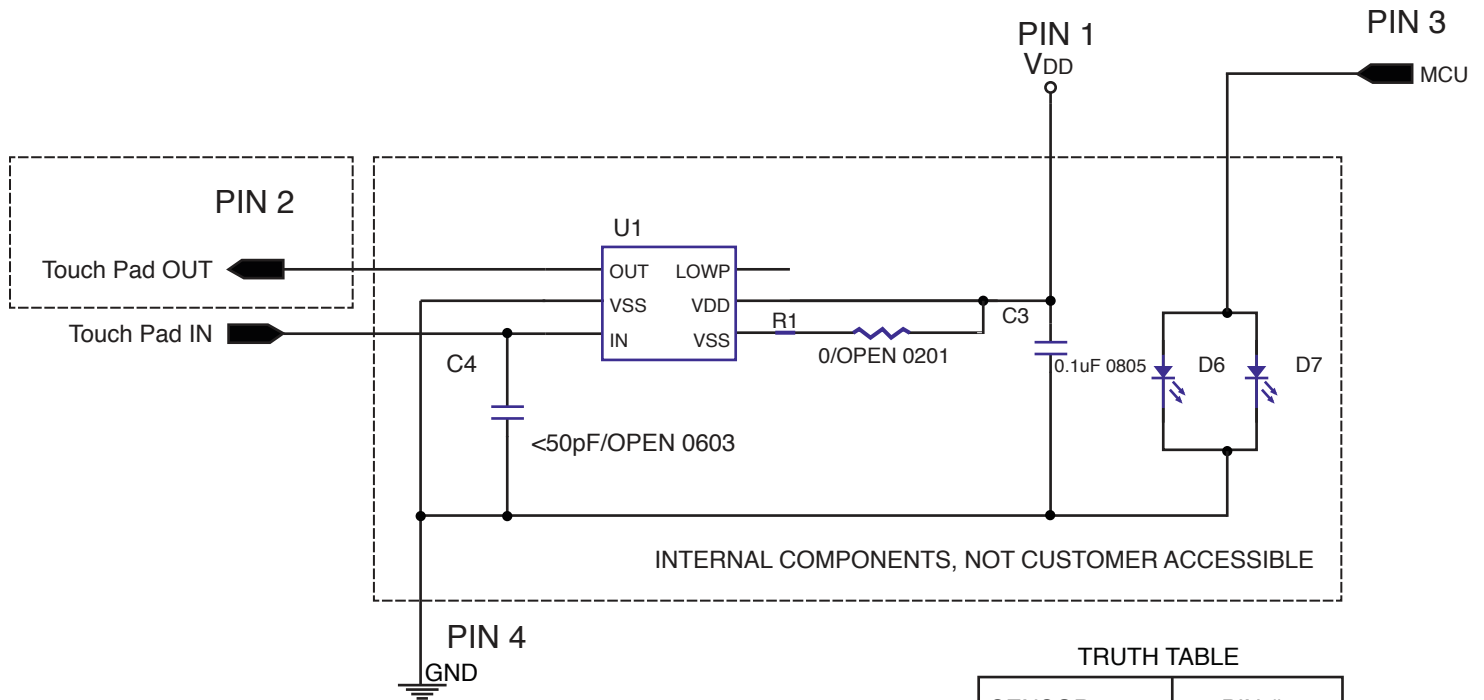 PIN 3
PIN 1
VDD
MCU
PIN 2
U1
Touch Pad OUT
OUT LOWP
VSS VDD
Touch Pad IN
IN VSS
R1
C3
0/OPEN 0201
C4
0.1uF 0805
D6
D7
<50pF/OPEN 0603
INTERNAL COMPONENTS, NOT CUSTOMER ACCESSIBLE
PIN 4
GND
TRUTH TABLE